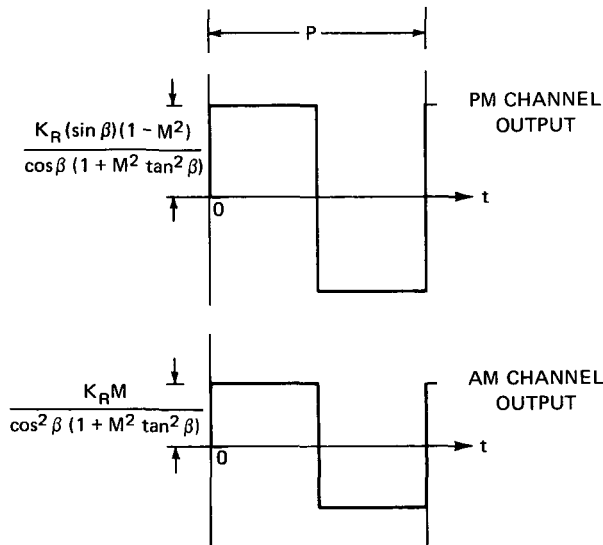 P
PM CHANNEL
OUTPUT
K_R (sin β) (1 − M²)
cos β (1 + M² tan² β)
t
0
AM CHANNEL
OUTPUT
K_R M
cos² β (1 + M² tan² β)
t
0